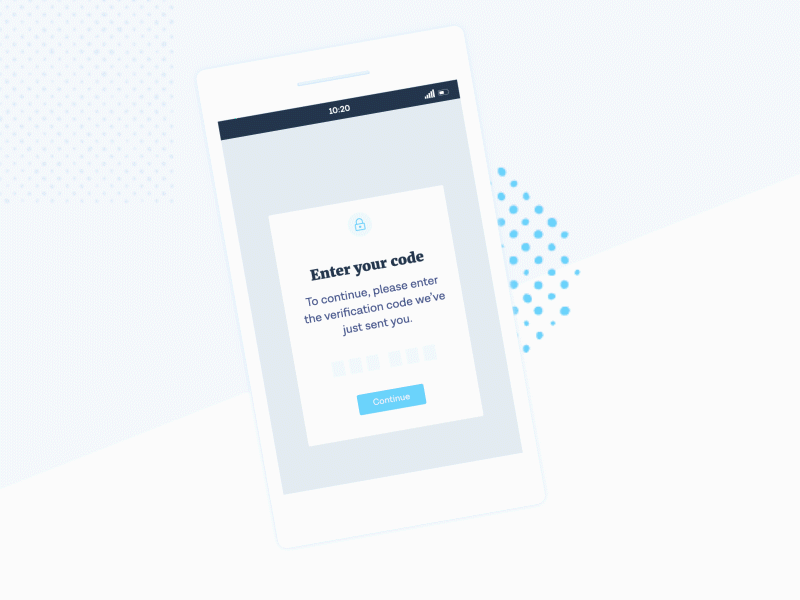 10:20
Enter your code
To continue, please enter
the verification code we've
just sent you.
Continue